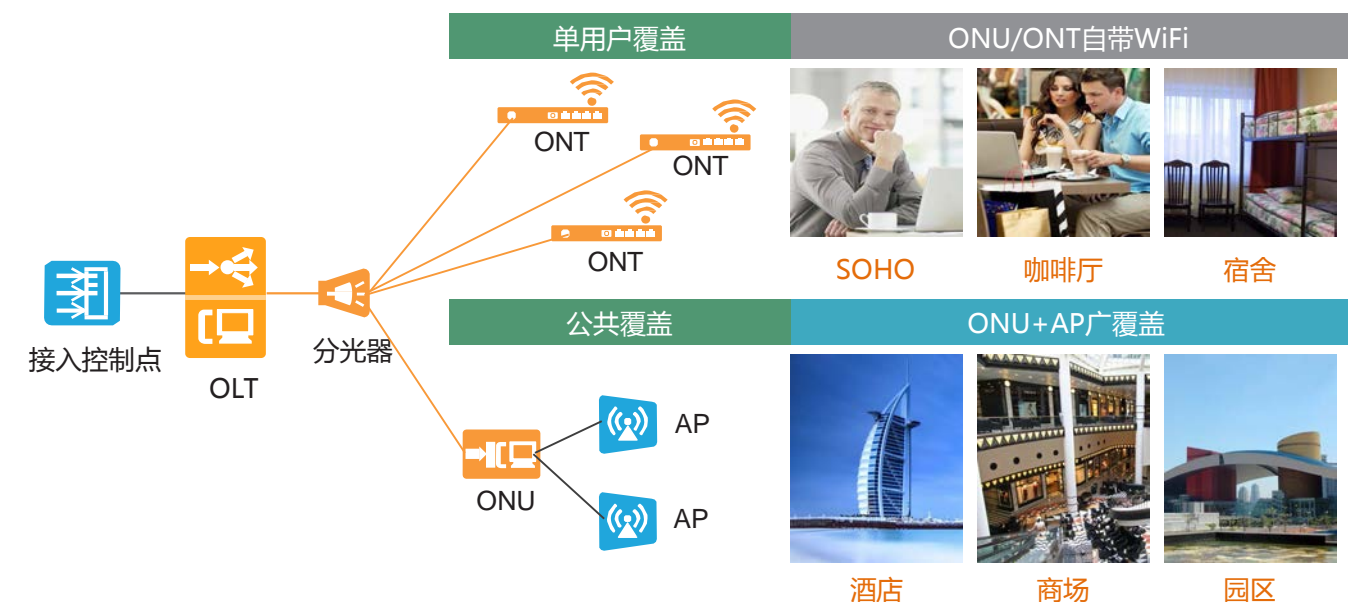 单用户覆盖
ONU/ONT自带WiFi
ONT
ONT
ONT
SOHO
咖啡厅
宿舍
接入控制点
OLT
分光器
公共覆盖
ONU+AP广覆盖
AP
ONU
AP
酒店
商场
园区